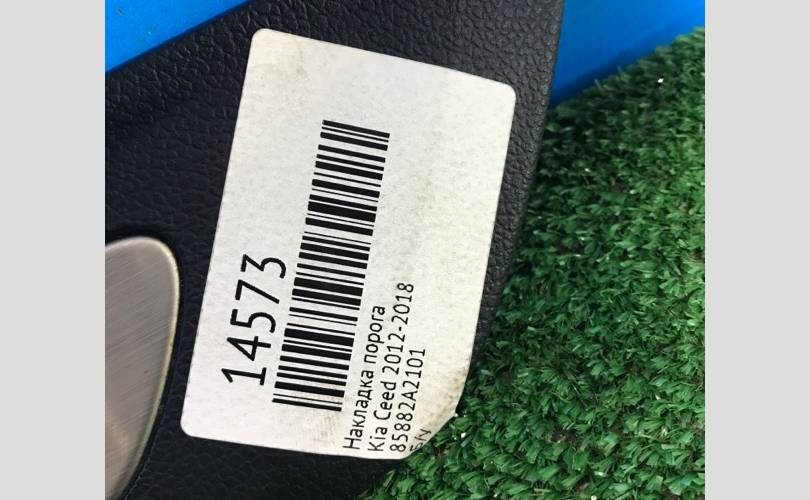 14573
Накладка порога
Kia Ceed 2012-2018
85882A2101
Б/у